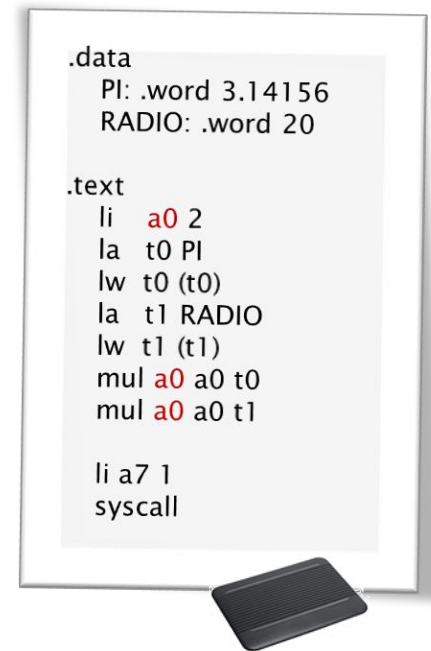 .data
PI: .word 3.14156
RADIO: .word 20
.text
li a0 2
la t0 PI
lw t0 (t0)
la t1 RADIO
lw t1 (t1)
mul a0 a0 t0
mul a0 a0 t1
li a7 1
syscall